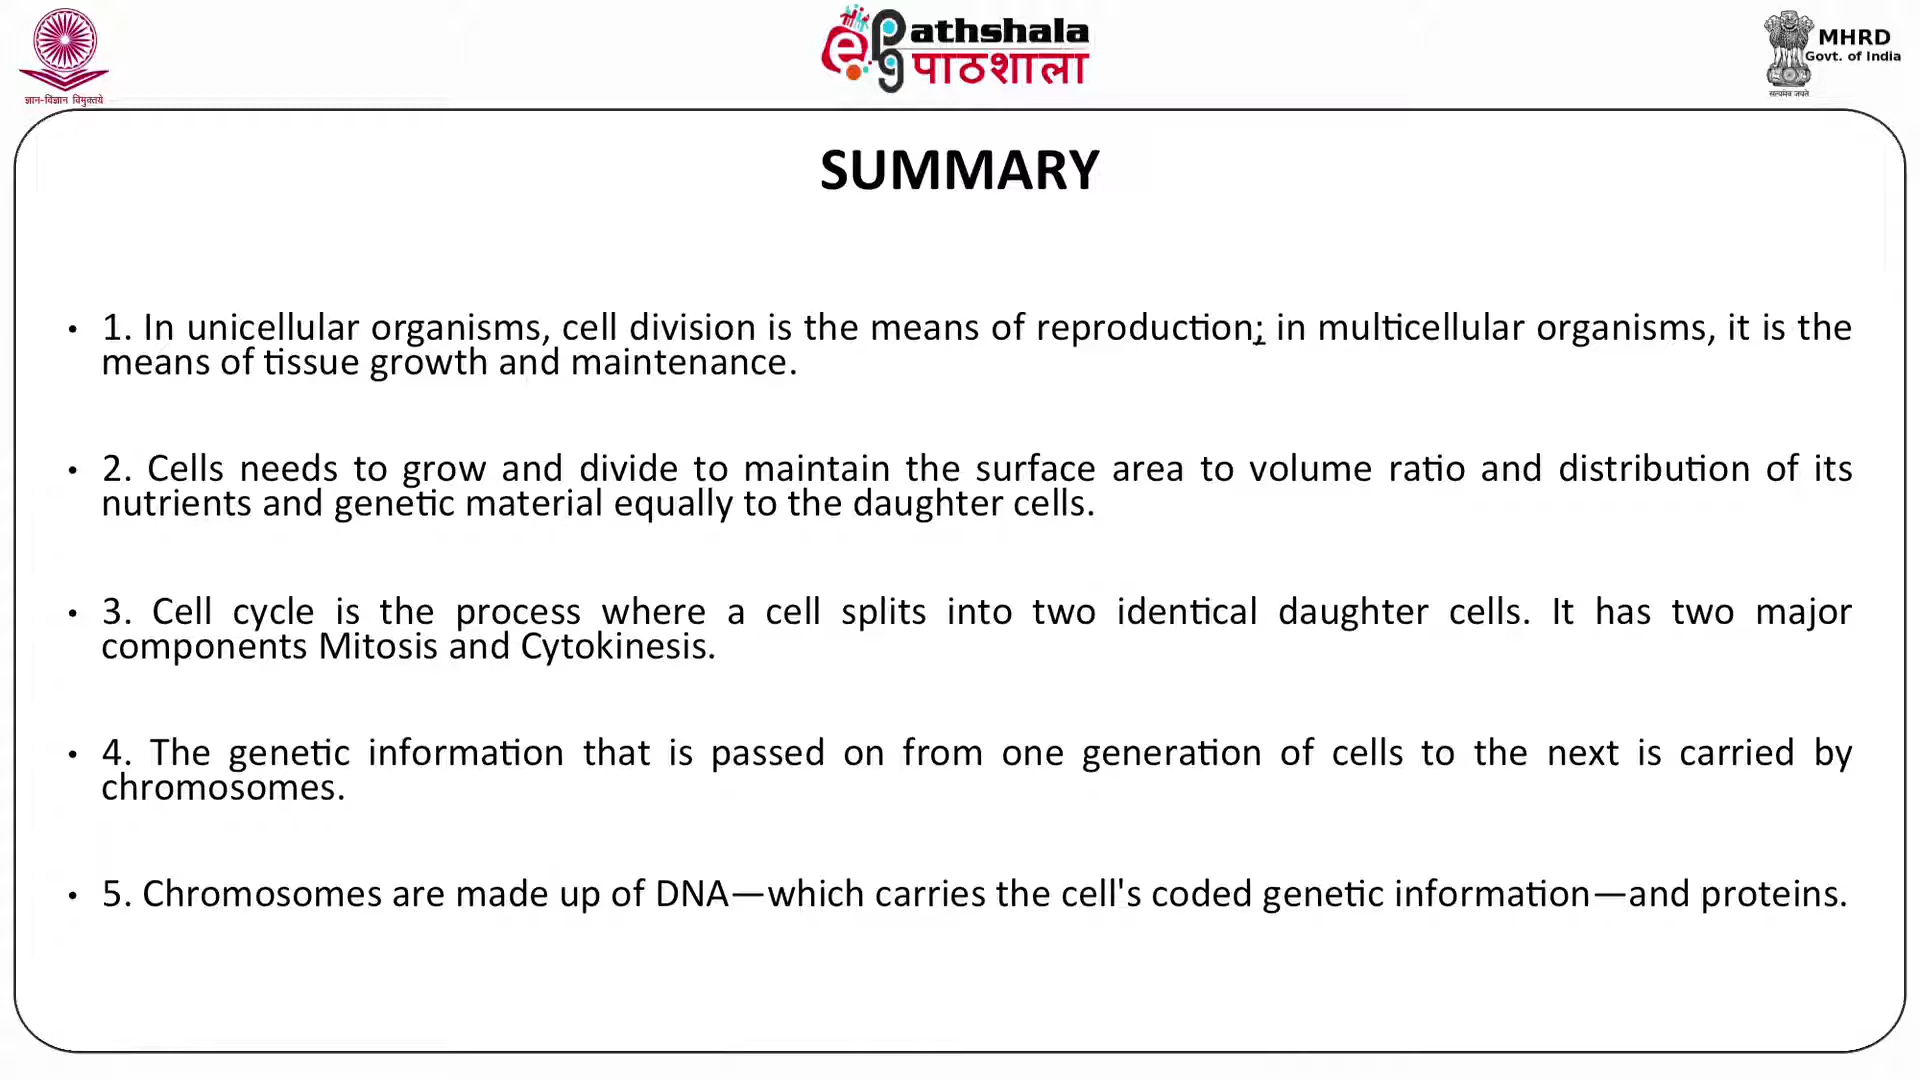 ज्ञान-विज्ञान विमुक्तये
e
PG
Pathshala
पाठशाला
MHRD
Govt. of India
सत्यमेव जयते
SUMMARY
• 1. In unicellular organisms, cell division is the means of reproduction; in multicellular organisms, it is the
means of tissue growth and maintenance.
• 2. Cells needs to grow and divide to maintain the surface area to volume ratio and distribution of its
nutrients and genetic material equally to the daughter cells.
• 3. Cell cycle is the process where a cell splits into two identical daughter cells. It has two major
components Mitosis and Cytokinesis.
• 4. The genetic information that is passed on from one generation of cells to the next is carried by
chromosomes.
• 5. Chromosomes are made up of DNA—which carries the cell's coded genetic information—and proteins.